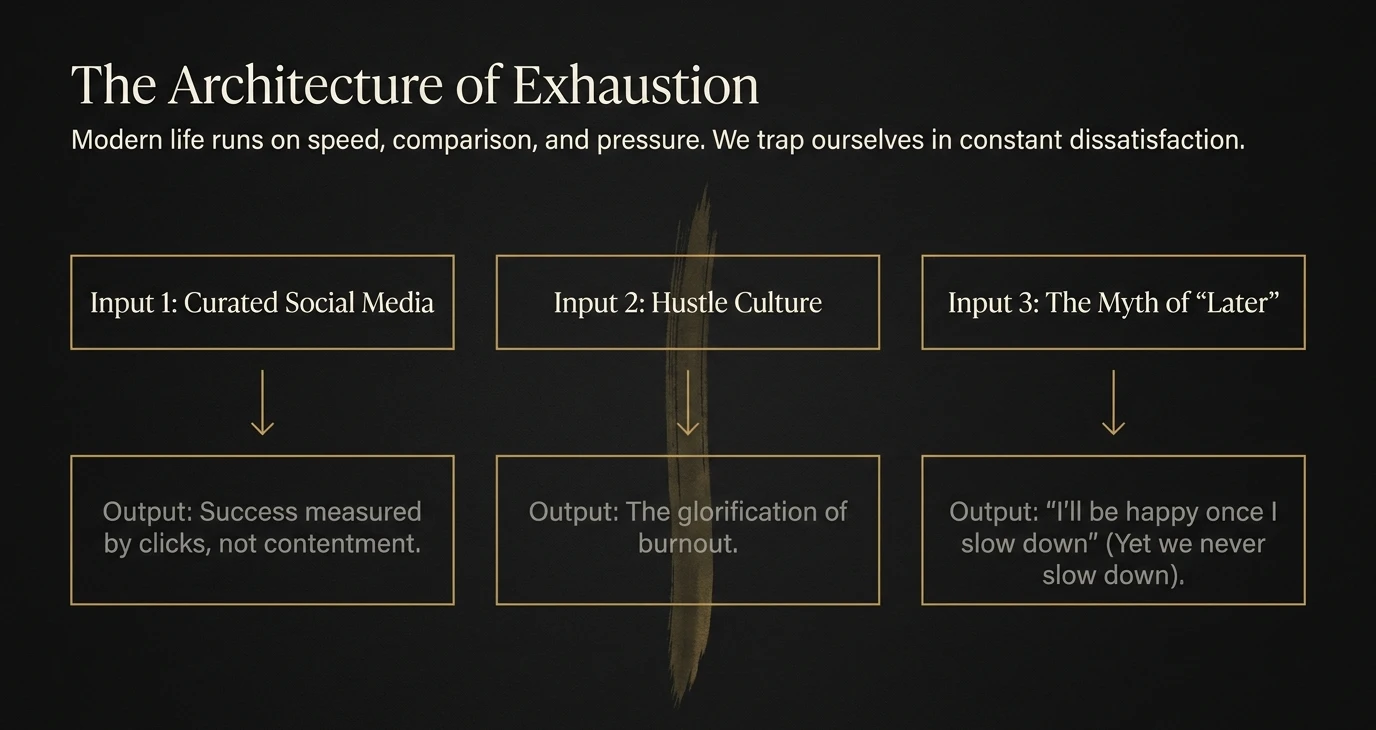 The Architecture of Exhaustion
Modern life runs on speed, comparison, and pressure. We trap ourselves in constant dissatisfaction.
Input 1: Curated Social Media
Output: Success measured
by clicks, not contentment.
Input 2: Hustle Culture
Output: The glorification of
burnout.
Input 3: The Myth of “Later”
Output: “I’ll be happy once I
slow down” (Yet we never
slow down).